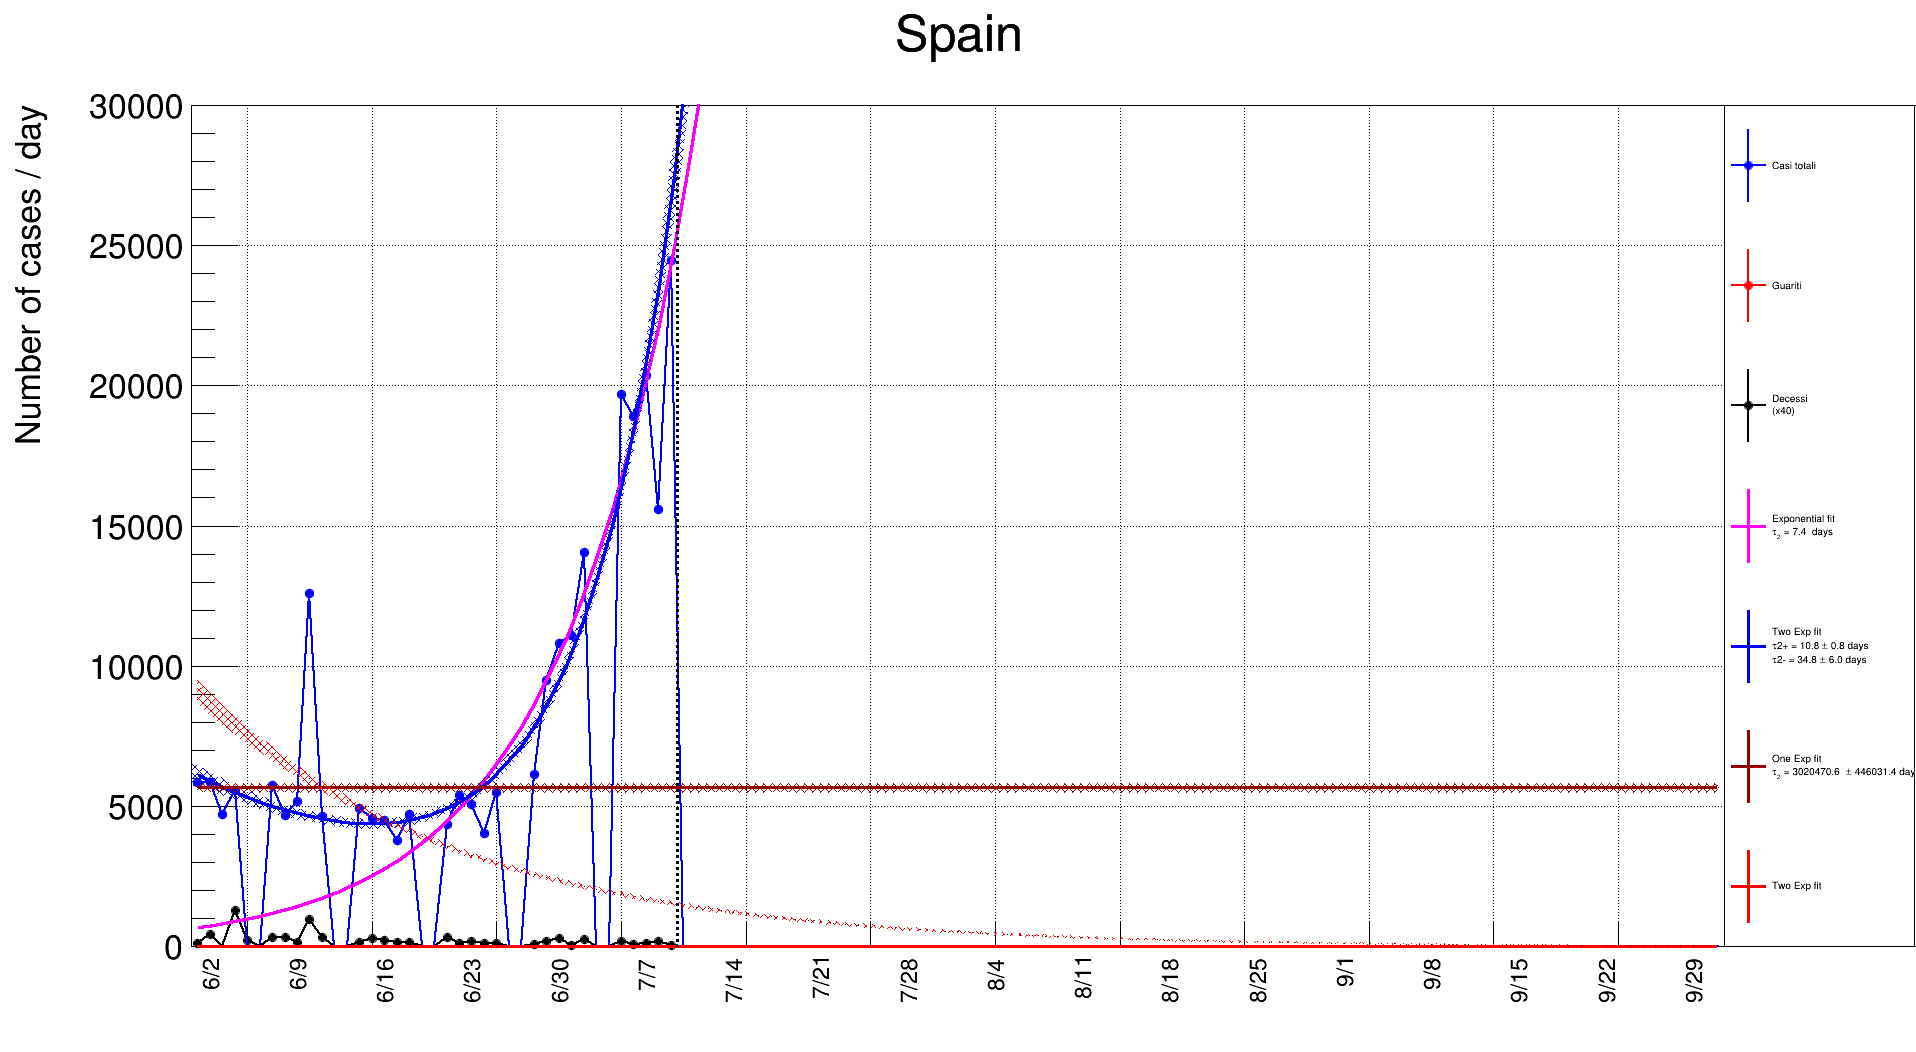 Spain
Number of cases / day
30000
25000
20000
15000
10000
5000
0
6/2
6/9
6/16
6/23
6/30
7/7
7/14
7/21
7/28
8/4
8/11
8/18
8/25
9/1
9/8
9/15
9/22
9/29
Casi totali
Guariti
Decessi
(x40)
Exponential fit
τ₂ = 7.4 days
Two Exp fit
τ2+ = 10.8 ± 0.8 days
τ2- = 34.8 ± 6.0 days
One Exp fit
τ₂ = 3020470.6 ± 446031.4 day
Two Exp fit